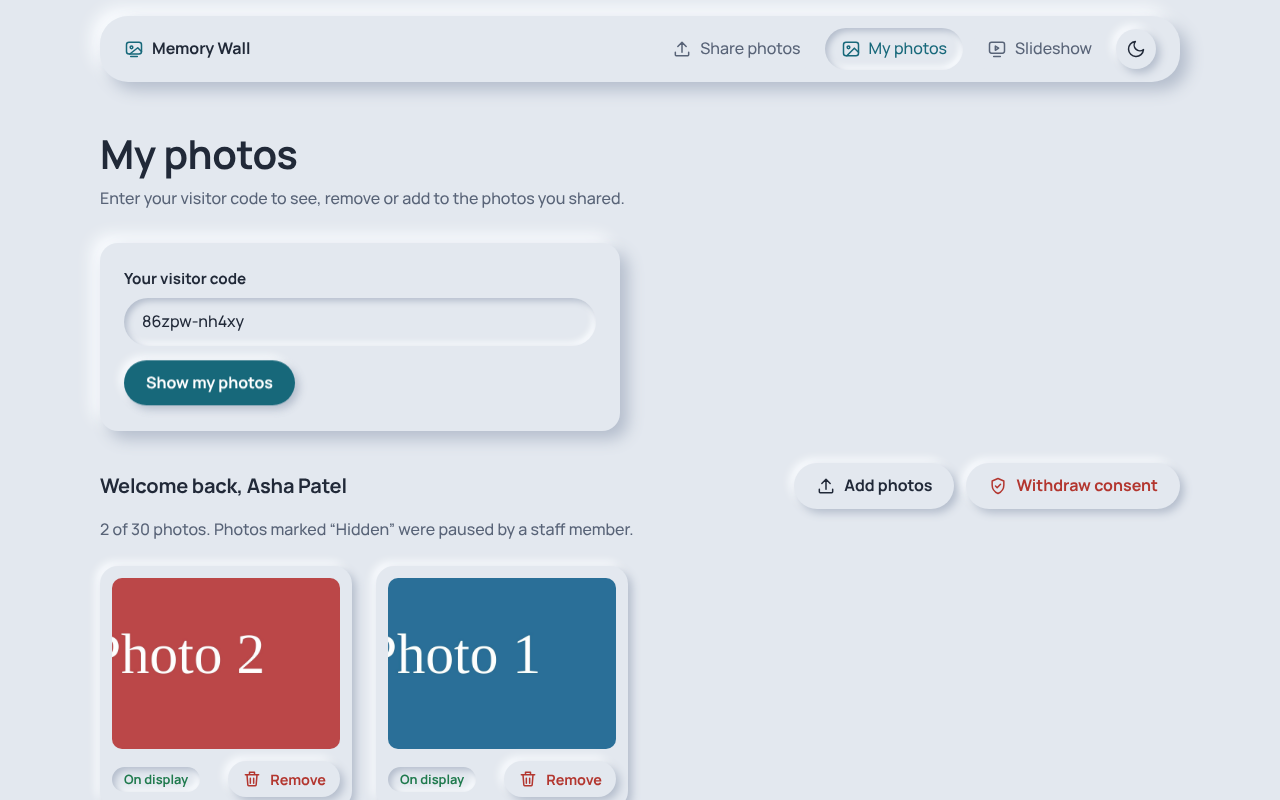 Memory Wall
Share photos
My photos
Slideshow
My photos
Enter your visitor code to see, remove or add to the photos you shared.
Your visitor code
86zpw-nh4xy
Show my photos
Welcome back, Asha Patel
Add photos
Withdraw consent
2 of 30 photos. Photos marked “Hidden” were paused by a staff member.
Photo 2
Photo 1
On display
Remove
On display
Remove